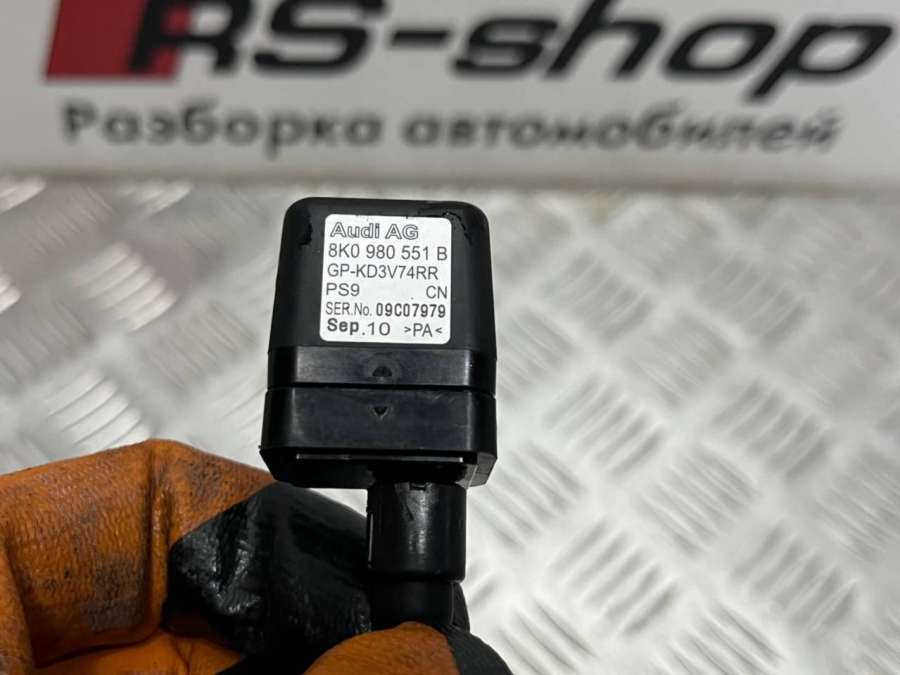 RS-shop
Разборка автомобилей
Audi AG
8K0 980 551 B
GP-KD3V74RR
PS9 CN
SER.No. 09C07979
Sep.10 >PA<